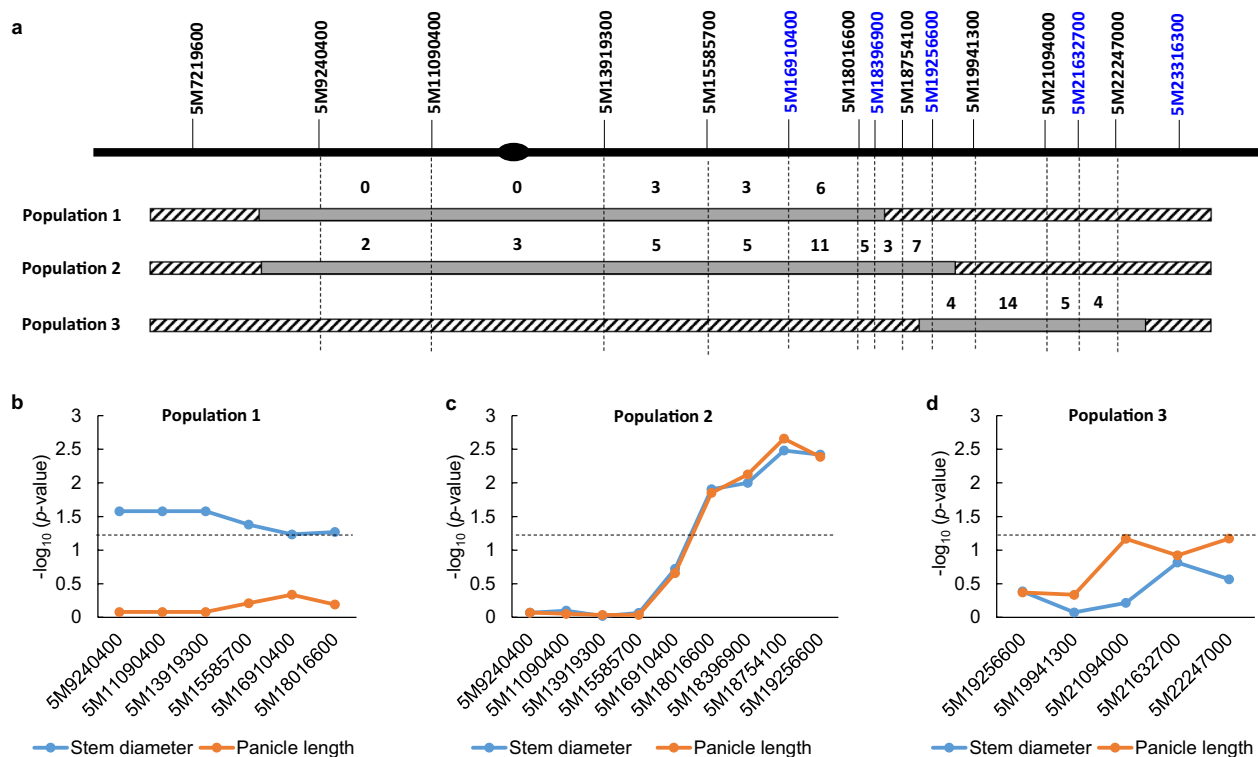 a
5M7219600 5M9240400 5M11090400 5M13919300 5M15585700 5M16910400 5M18016600 5M18396900 5M18754100 5M19256600 5M19941300 5M21094000 5M21632700 5M22247000 5M23316300
0 0 3 3 6
Population 1
2 3 5 5 11 5 3 7
Population 2
4 14 5 4
Population 3
b
Population 1
3
2.5
2
1.5
1
0.5
0
-log10 (p-value)
5M9240400 5M11090400 5M13919300 5M15585700 5M16910400 5M18016600
Stem diameter Panicle length
c
Population 2
3
2.5
2
1.5
1
0.5
0
-log10 (p-value)
5M9240400 5M11090400 5M13919300 5M15585700 5M16910400 5M18016600 5M18396900 5M18754100 5M19256600
Stem diameter Panicle length
d
Population 3
3
2.5
2
1.5
1
0.5
0
-log10 (p-value)
5M19256600 5M19941300 5M21094000 5M21632700 5M22247000
Stem diameter Panicle length